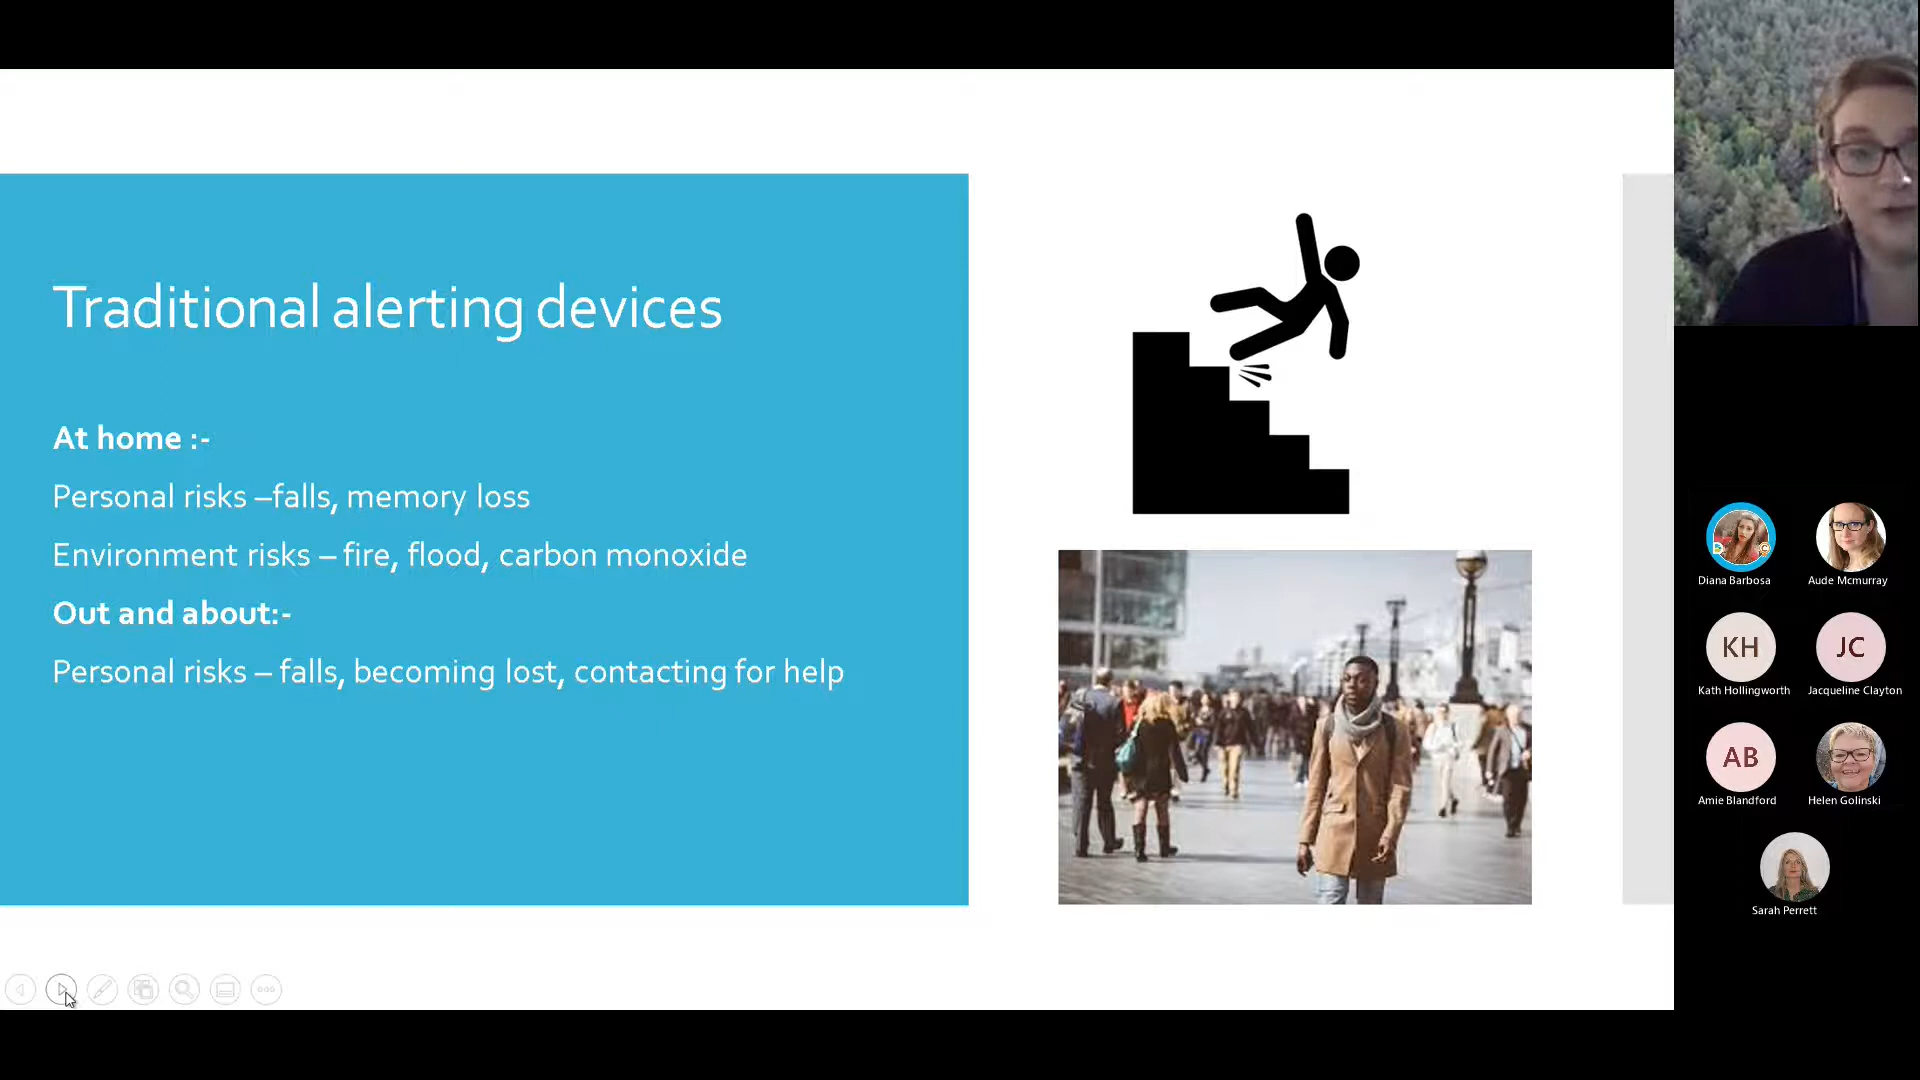 Traditional alerting devices
At home :-
Personal risks –falls, memory loss
Environment risks – fire, flood, carbon monoxide
Out and about:-
Personal risks – falls, becoming lost, contacting for help
Diana Barbosa
Aude Mcmurray
KH
JC
Kath Hollingworth
Jacqueline Clayton
AB
Amie Blandford
Helen Golinski
Sarah Perrett